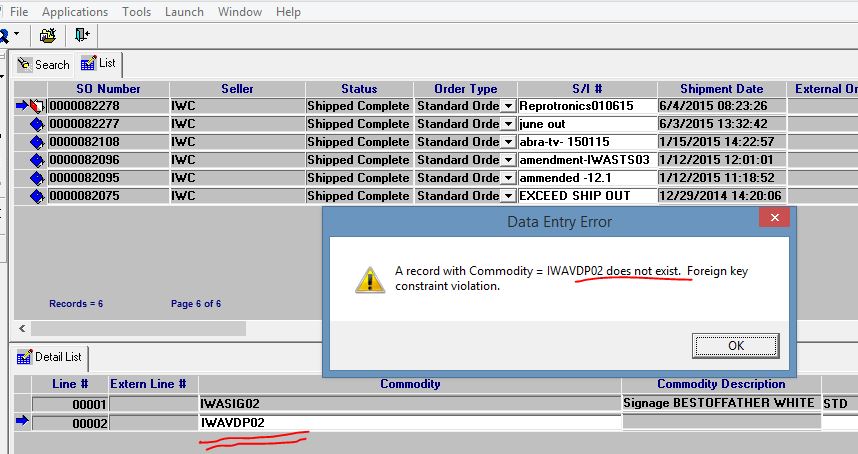 File Applications Tools Launch Window Help
Search List
SO Number Seller Status Order Type S/I # Shipment Date External Or
0000082278 IWC Shipped Complete Standard Orde Reprotronics010615 6/4/2015 08:23:26
0000082277 IWC Shipped Complete Standard Orde june out 6/3/2015 13:32:42
0000082108 IWC Shipped Complete Standard Orde abra-tv- 150115 1/15/2015 14:22:57
0000082096 IWC Shipped Complete Standard Orde amendment-IWASTS03 1/12/2015 12:01:01
0000082095 IWC Shipped Complete Standard Orde ammended -12.1 1/12/2015 11:18:52
0000082075 IWC Shipped Complete Standard Orde EXCEED SHIP OUT 12/29/2014 14:20:06
Data Entry Error
A record with Commodity = IWAVDP02 does not exist. Foreign key
constraint violation.
Records = 6 Page 6 of 6
OK
Detail List
Line # Extern Line # Commodity Commodity Description
00001 IWASIG02 Signage BESTOFFATHER WHITE STD
00002 IWAVDP02